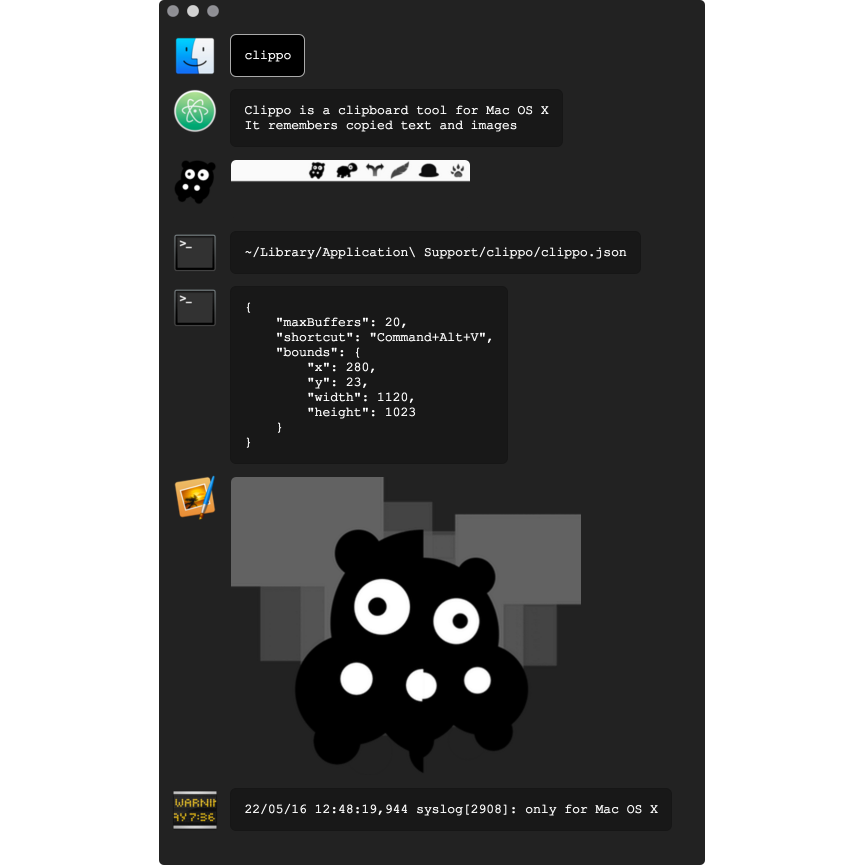 clippo
Clippo is a clipboard tool for Mac OS X
It remembers copied text and images
>_
~/Library/Application\ Support/clippo/clippo.json
>_
{
    "maxBuffers": 20,
    "shortcut": "Command+Alt+V",
    "bounds": {
        "x": 280,
        "y": 23,
        "width": 1120,
        "height": 1023
    }
}
WARNIN
AY 7:36
22/05/16 12:48:19,944 syslog[2908]: only for Mac OS X